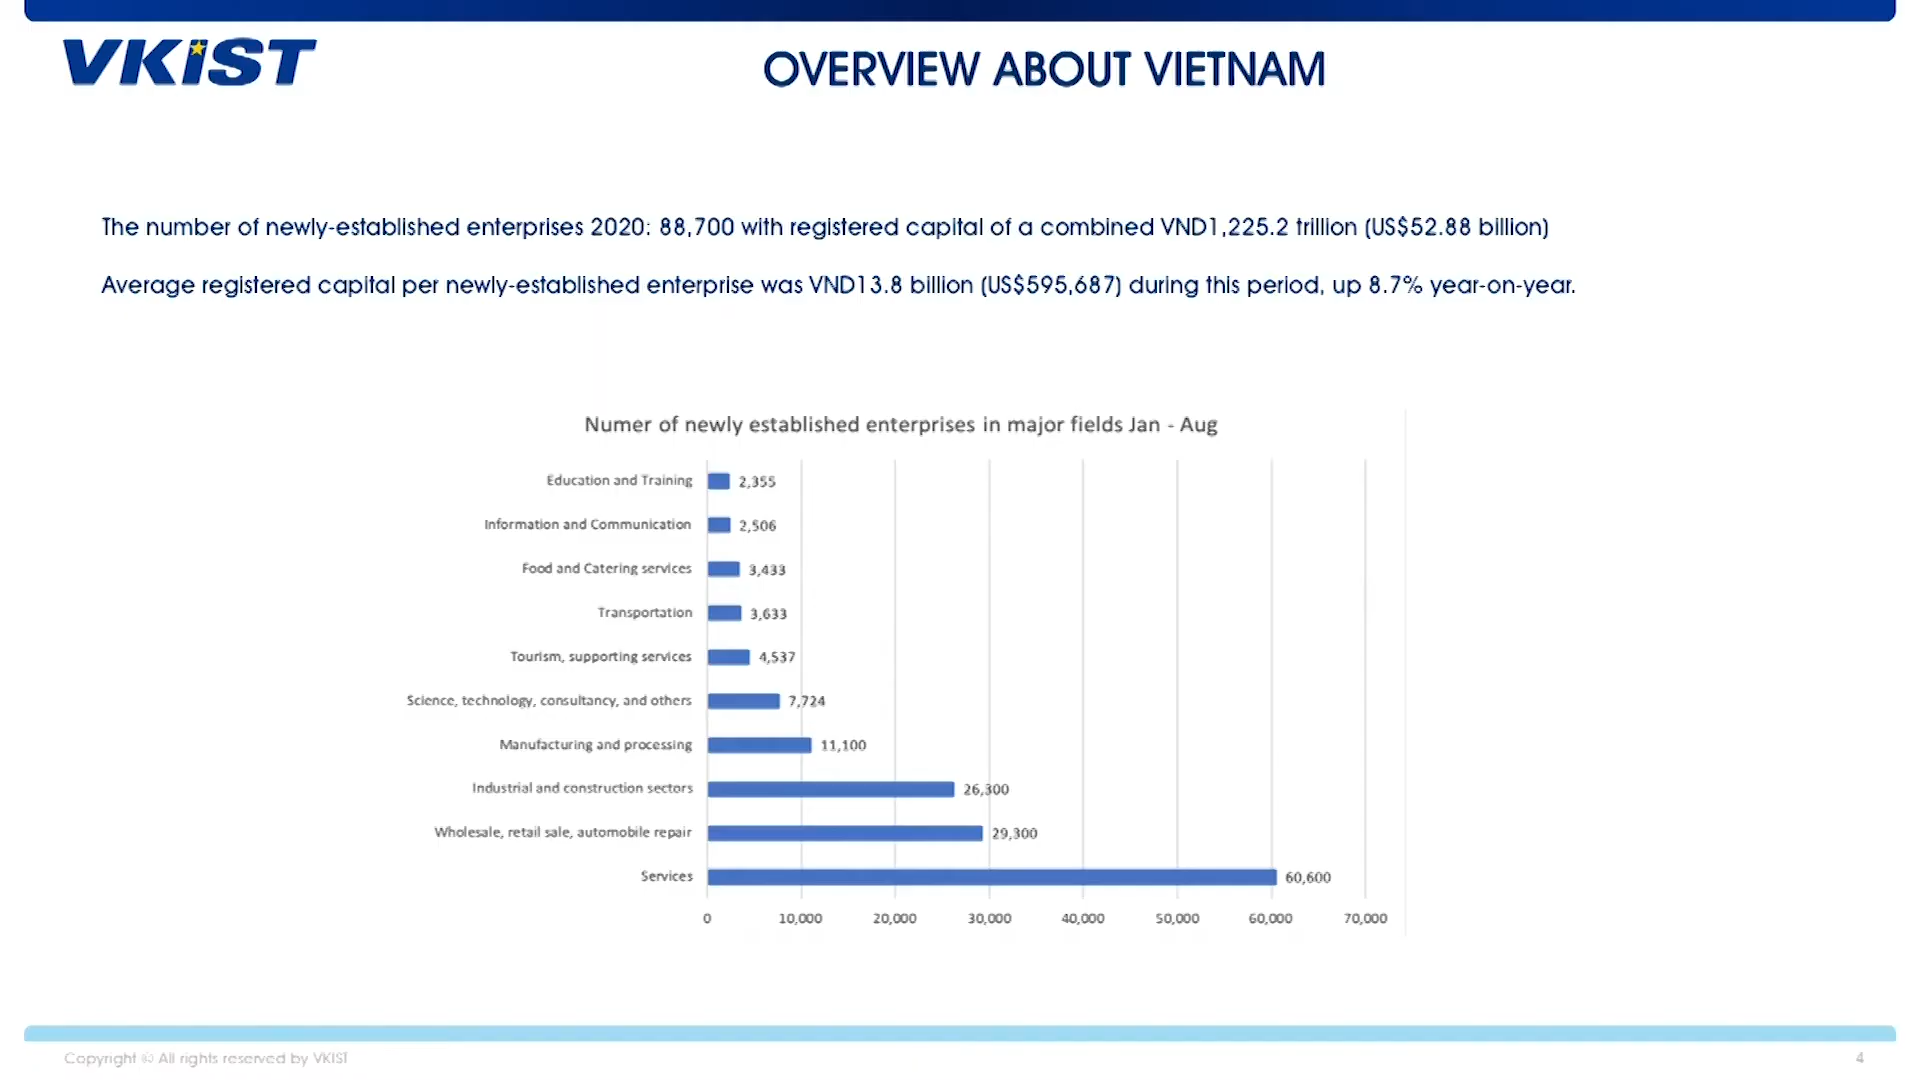 VKIST
OVERVIEW ABOUT VIETNAM
The number of newly-established enterprises 2020: 88,700 with registered capital of a combined VND1,225.2 trillion (US$52.88 billion)
Average registered capital per newly-established enterprise was VND13.8 billion (US$595,687) during this period, up 8.7% year-on-year.
Numer of newly established enterprises in major fields Jan - Aug
Education and Training 2,355
Information and Communication 2,506
Food and Catering services 3,433
Transportation 3,633
Tourism, supporting services 4,537
Science, technology, consultancy, and others 7,724
Manufacturing and processing 11,100
Industrial and construction sectors 26,300
Wholesale, retail sale, automobile repair 29,300
Services 60,600
0 10,000 20,000 30,000 40,000 50,000 60,000 70,000
Copyright © All rights reserved by VKIST 4